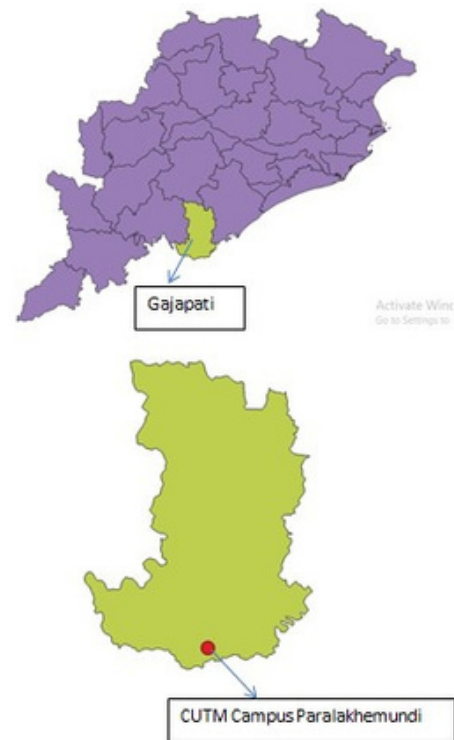 Gajapati
Activate Wind
Go to Settings to
CUTM Campus Paralakhemundi